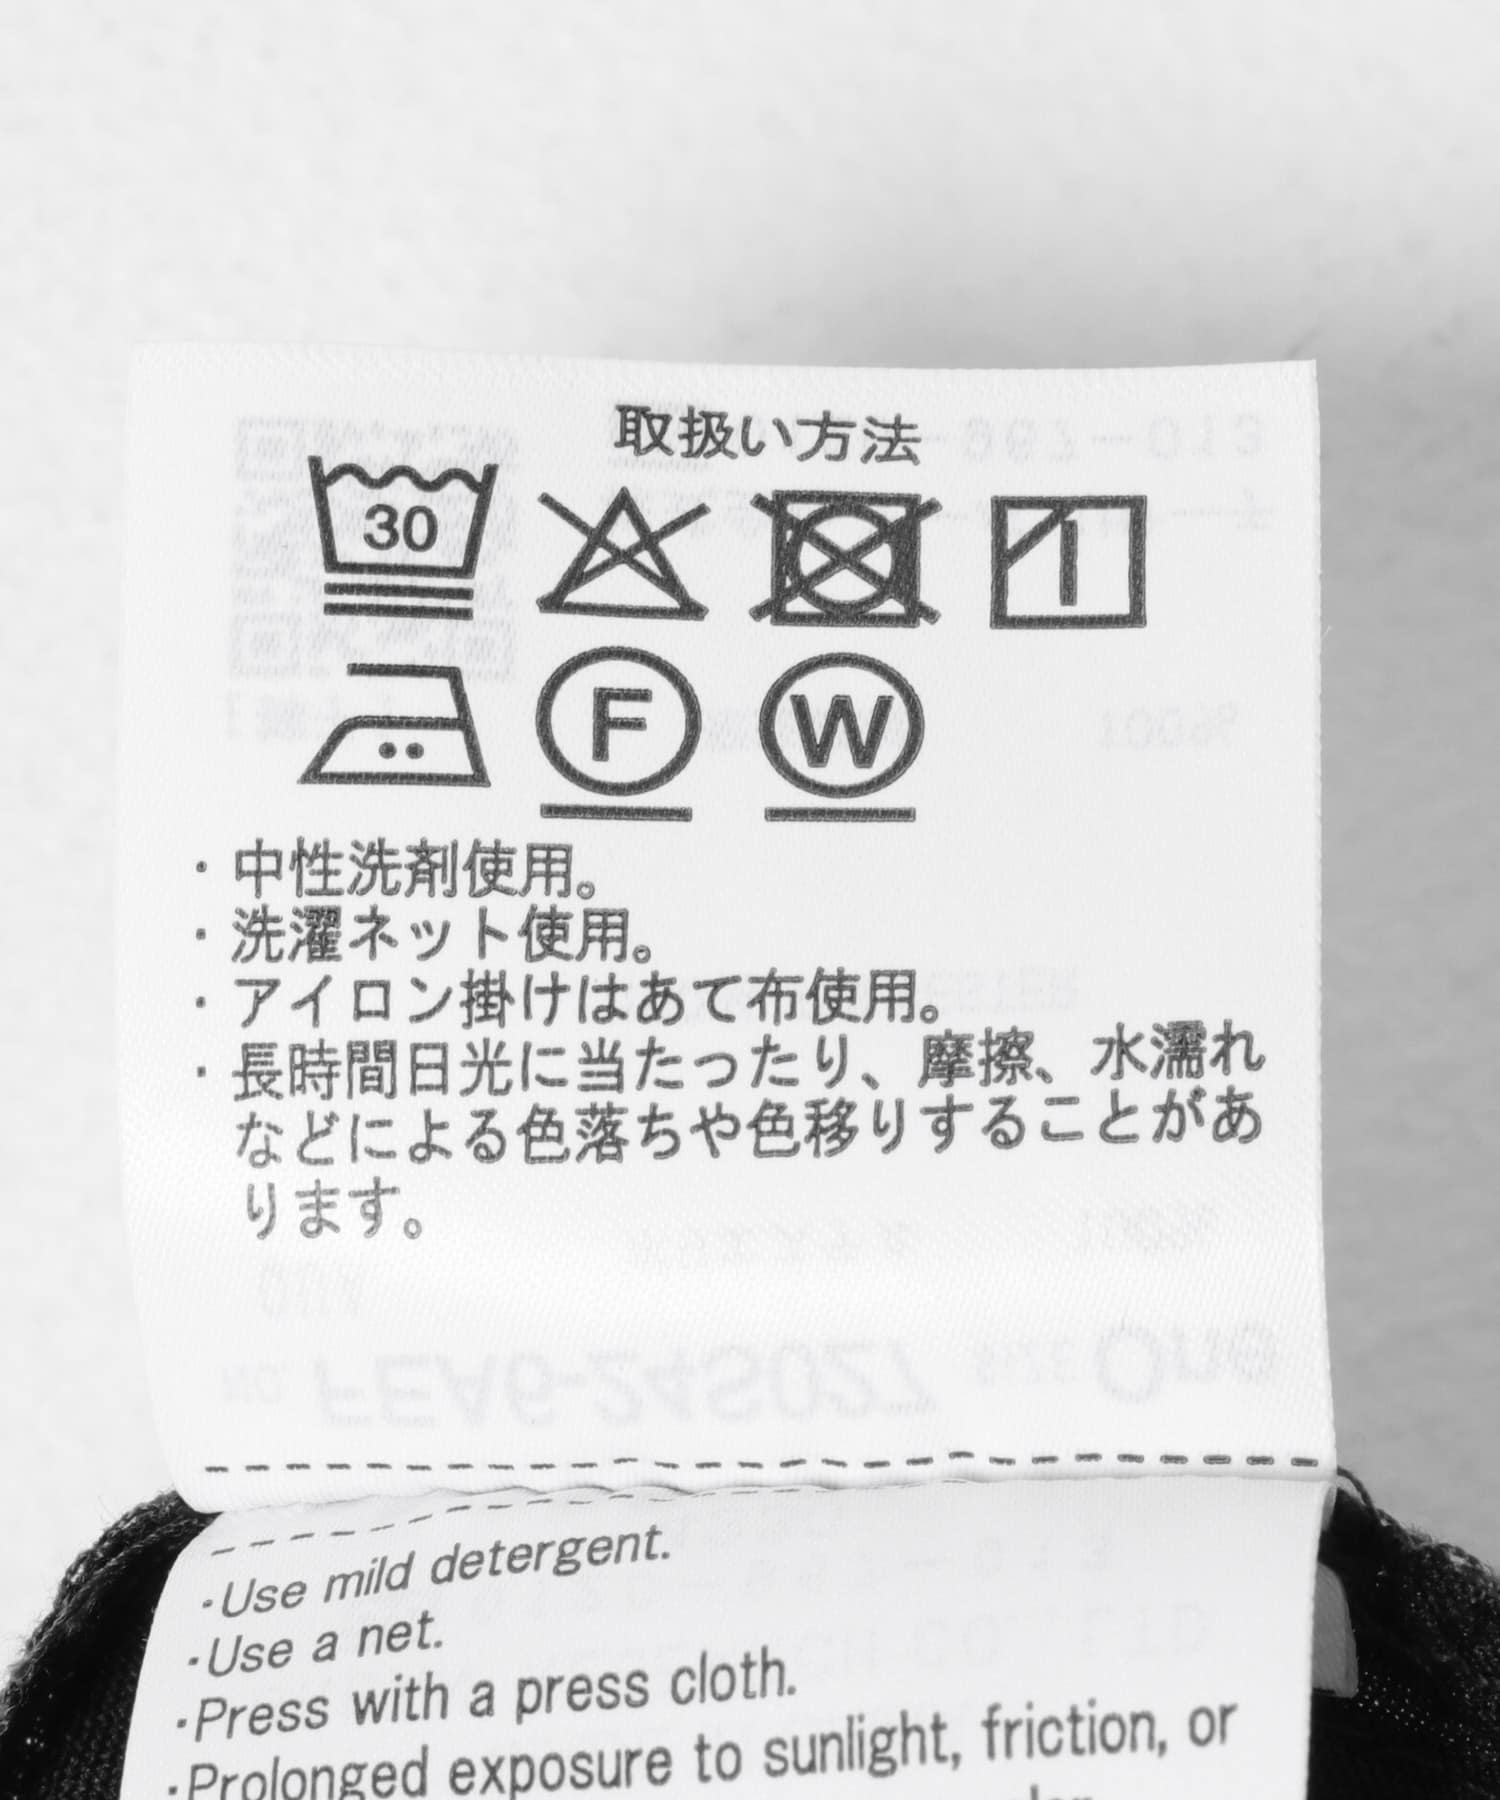 取扱い方法
30
F W
・中性洗剤使用。
・洗濯ネット使用。
・アイロン掛けはあて布使用。
・長時間日光に当たったり、摩擦、水濡れ
などによる色落ちや色移りすることがあ
ります。
・Use mild detergent.
・Use a net.
・Press with a press cloth.
・Prolonged exposure to sunlight, friction, or